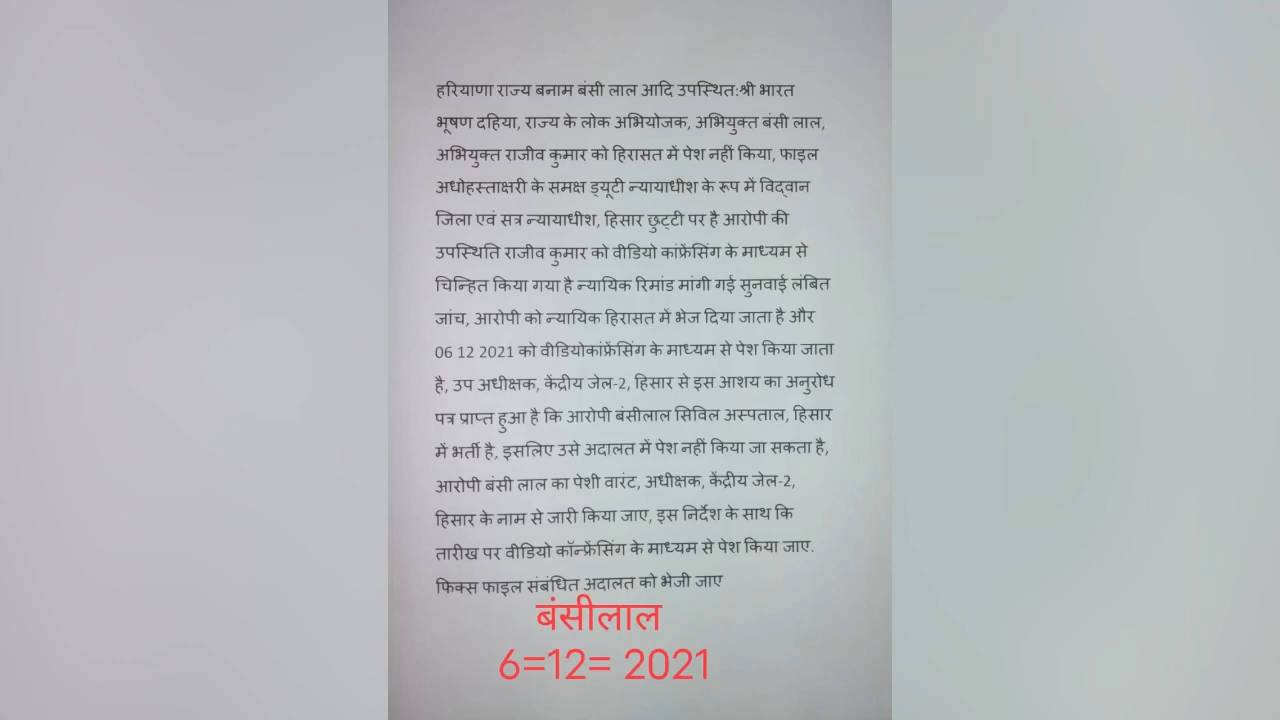 हरियाणा राज्य बनाम बंसी लाल आदि उपस्थित:श्री भारत
भूषण दहिया, राज्य के लोक अभियोजक, अभियुक्त बंसी लाल,
अभियुक्त राजीव कुमार को हिरासत में पेश नहीं किया, फाइल
अधोहस्ताक्षरी के समक्ष ड्यूटी न्यायाधीश के रूप में विद्वान
जिला एवं सत्र न्यायाधीश, हिसार छुट्टी पर है आरोपी की
उपस्थिति राजीव कुमार को वीडियो कांफ्रेंसिंग के माध्यम से
चिन्हित किया गया है न्यायिक रिमांड मांगी गई सुनवाई लंबित
जांच, आरोपी को न्यायिक हिरासत में भेज दिया जाता है और
06 12 2021 को वीडियोकांफ्रेंसिंग के माध्यम से पेश किया जाता
है, उप अधीक्षक, केंद्रीय जेल-2, हिसार से इस आशय का अनुरोध
पत्र प्राप्त हुआ है कि आरोपी बंसीलाल सिविल अस्पताल, हिसार
में भर्ती है, इसलिए उसे अदालत में पेश नहीं किया जा सकता है,
आरोपी बंसी लाल का पेशी वारंट, अधीक्षक, केंद्रीय जेल-2,
हिसार के नाम से जारी किया जाए, इस निर्देश के साथ कि
तारीख पर वीडियो कॉन्फ्रेंसिंग के माध्यम से पेश किया जाए.
फिक्स फाइल संबंधित अदालत को भेजी जाए
बंसीलाल
6=12= 2021